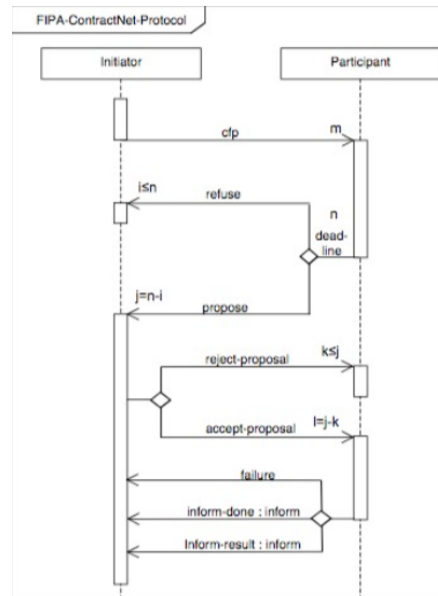 FIPA-ContractNet-Protocol
Initiator
Participant
cfp
m
i≤n
refuse
n
dead-
line
j=n-i
propose
reject-proposal
k≤j
accept-proposal
l=j-k
failure
inform-done : inform
Inform-result : inform